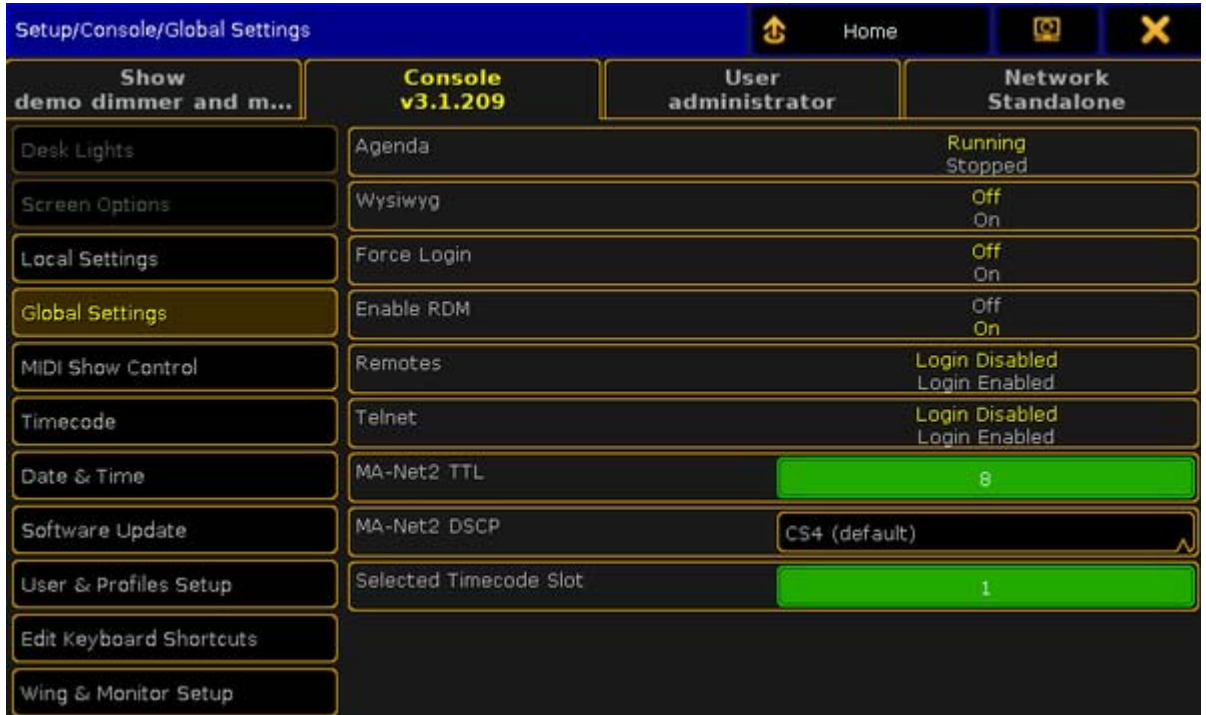 Setup/Console/Global Settings
Home
Show
demo dimmer and m...
Console
v3.1.209
User
administrator
Network
Standalone
Desk Lights
Screen Options
Local Settings
Global Settings
MIDI Show Control
Timecode
Date & Time
Software Update
User & Profiles Setup
Edit Keyboard Shortcuts
Wing & Monitor Setup
Agenda
Running
Stopped
Wysiwyg
Off
On
Force Login
Off
On
Enable RDM
Off
On
Remotes
Login Disabled
Login Enabled
Telnet
Login Disabled
Login Enabled
MA-Net2 TTL
8
MA-Net2 DSCP
CS4 (default)
Selected Timecode Slot
1